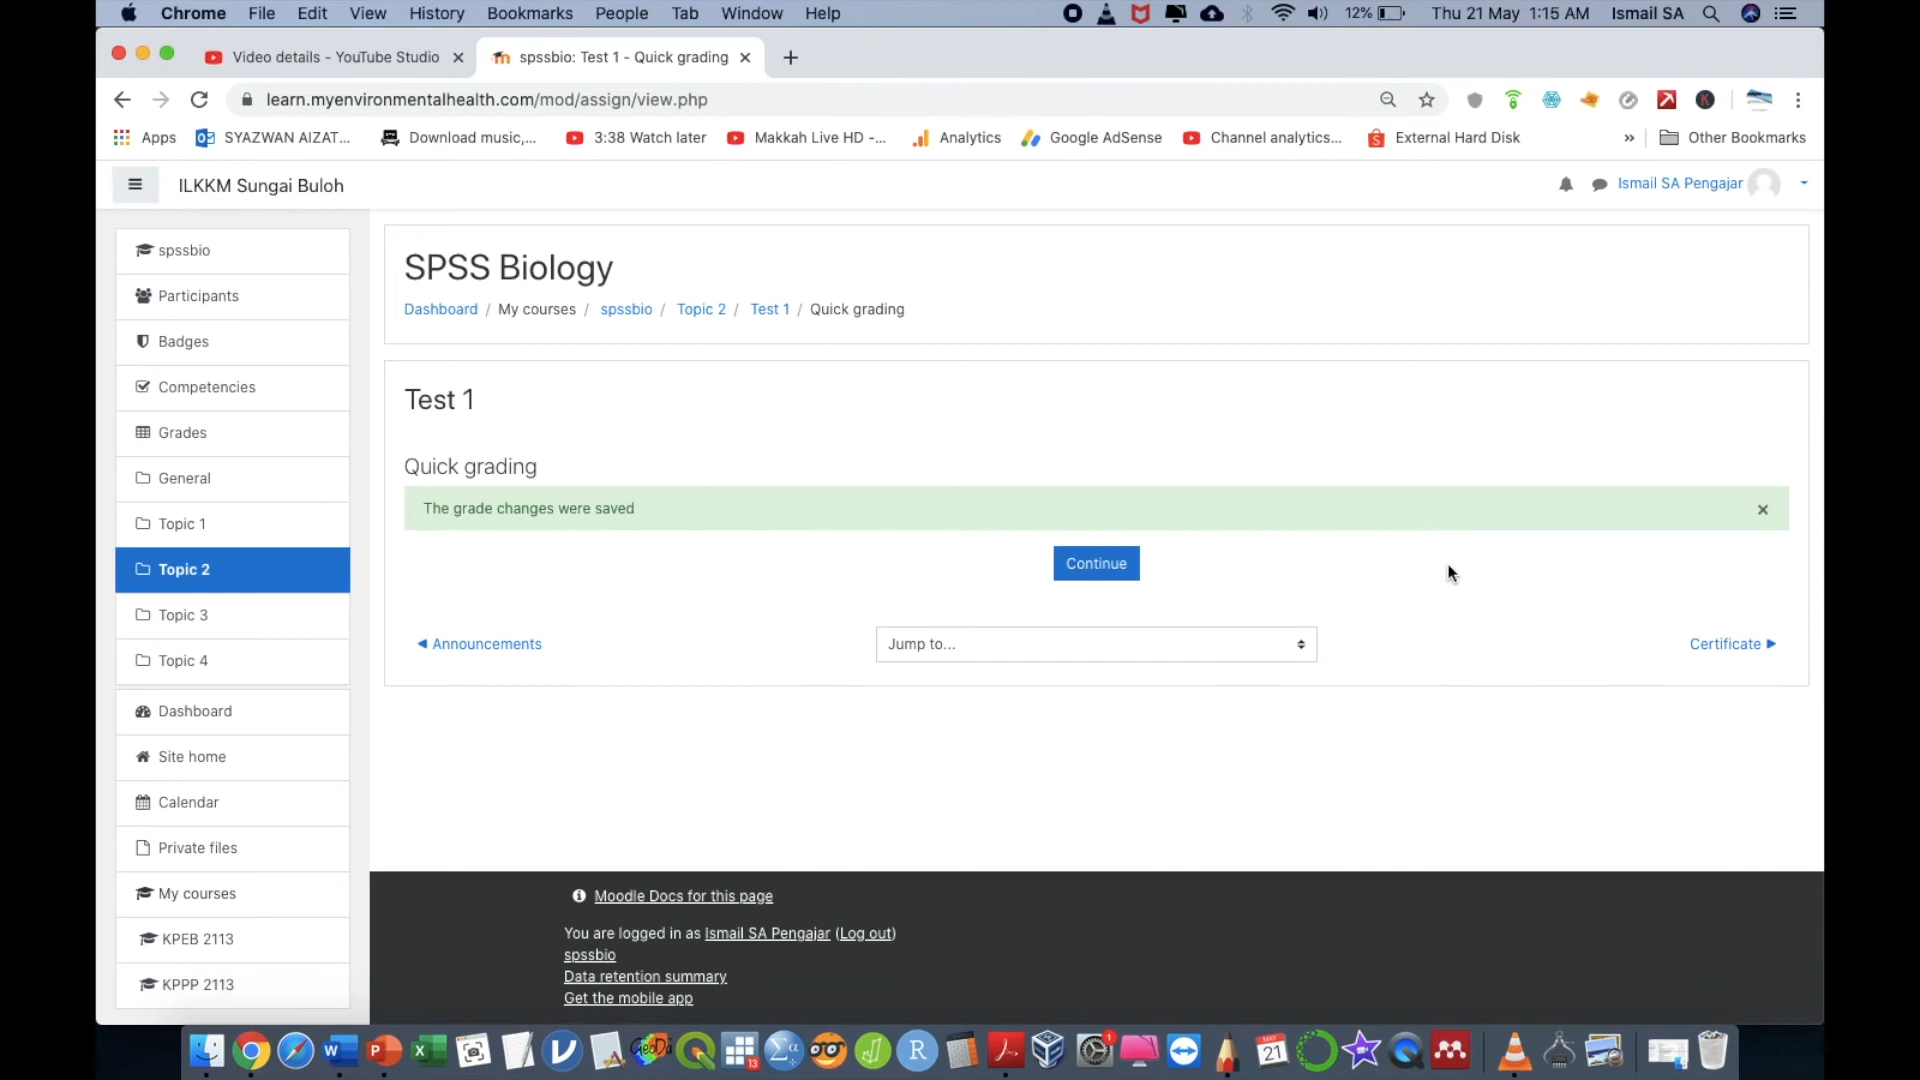 Chrome File Edit View History Bookmarks People Tab Window Help 12% Thu 21 May 1:15 AM Ismail SA
Video details - YouTube Studio spssbio: Test 1 - Quick grading
learn.myenvironmentalhealth.com/mod/assign/view.php
Apps SYAZWAN AIZAT... Download music,... 3:38 Watch later Makkah Live HD -... Analytics Google AdSense Channel analytics... External Hard Disk » Other Bookmarks
ILKKM Sungai Buloh Ismail SA Pengajar
spssbio
Participants
Badges
Competencies
Grades
General
Topic 1
Topic 2
Topic 3
Topic 4
Dashboard
Site home
Calendar
Private files
My courses
KPEB 2113
KPPP 2113
SPSS Biology
Dashboard / My courses / spssbio / Topic 2 / Test 1 / Quick grading
Test 1
Quick grading
The grade changes were saved ×
Continue
◀ Announcements Jump to... Certificate ▶
Moodle Docs for this page
You are logged in as Ismail SA Pengajar (Log out)
spssbio
Data retention summary
Get the mobile app
W P X GeoDa 13 Σα R 1 MAY 21